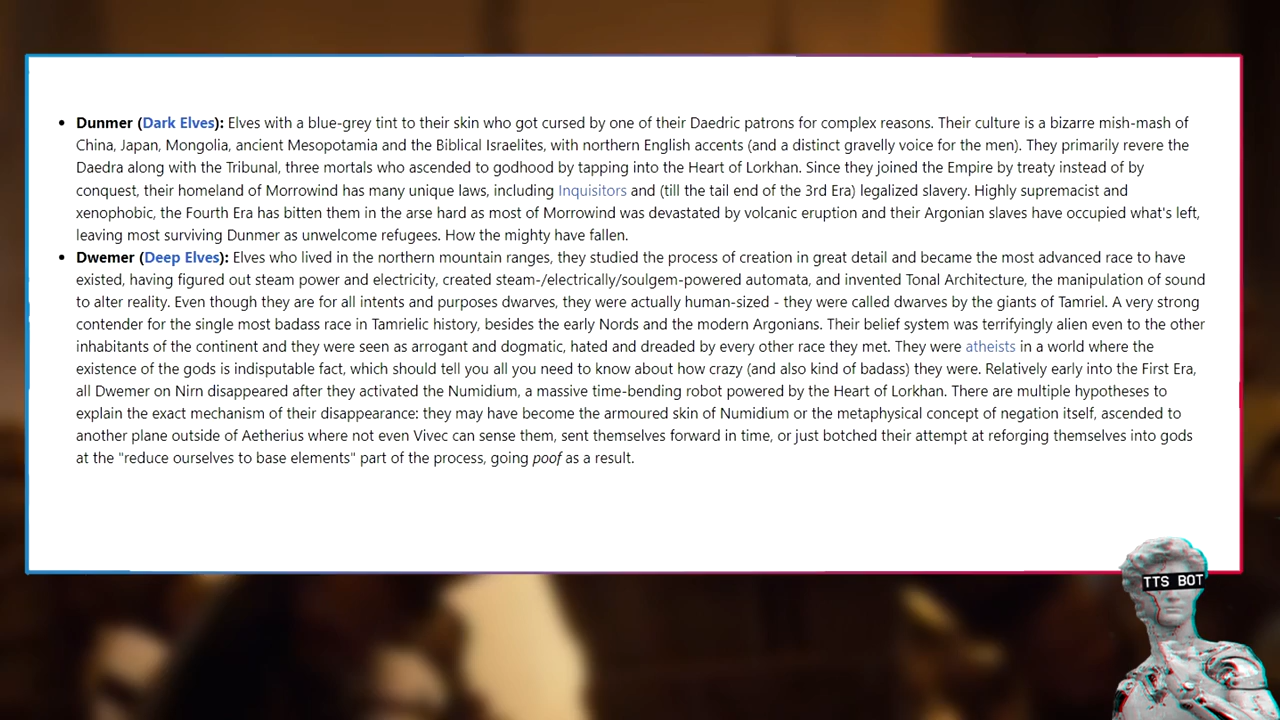 • Dunmer (Dark Elves): Elves with a blue-grey tint to their skin who got cursed by one of their Daedric patrons for complex reasons. Their culture is a bizarre mish-mash of
China, Japan, Mongolia, ancient Mesopotamia and the Biblical Israelites, with northern English accents (and a distinct gravelly voice for the men). They primarily revere the
Daedra along with the Tribunal, three mortals who ascended to godhood by tapping into the Heart of Lorkhan. Since they joined the Empire by treaty instead of by
conquest, their homeland of Morrowind has many unique laws, including Inquisitors and (till the tail end of the 3rd Era) legalized slavery. Highly supremacist and
xenophobic, the Fourth Era has bitten them in the arse hard as most of Morrowind was devastated by volcanic eruption and their Argonian slaves have occupied what's left,
leaving most surviving Dunmer as unwelcome refugees. How the mighty have fallen.
• Dwemer (Deep Elves): Elves who lived in the northern mountain ranges, they studied the process of creation in great detail and became the most advanced race to have
existed, having figured out steam power and electricity, created steam-/electrically/soulgem-powered automata, and invented Tonal Architecture, the manipulation of sound
to alter reality. Even though they are for all intents and purposes dwarves, they were actually human-sized - they were called dwarves by the giants of Tamriel. A very strong
contender for the single most badass race in Tamrielic history, besides the early Nords and the modern Argonians. Their belief system was terrifyingly alien even to the other
inhabitants of the continent and they were seen as arrogant and dogmatic, hated and dreaded by every other race they met. They were atheists in a world where the
existence of the gods is indisputable fact, which should tell you all you need to know about how crazy (and also kind of badass) they were. Relatively early into the First Era,
all Dwemer on Nirn disappeared after they activated the Numidium, a massive time-bending robot powered by the Heart of Lorkhan. There are multiple hypotheses to
explain the exact mechanism of their disappearance: they may have become the armoured skin of Numidium or the metaphysical concept of negation itself, ascended to
another plane outside of Aetherius where not even Vivec can sense them, sent themselves forward in time, or just botched their attempt at reforging themselves into gods
at the "reduce ourselves to base elements" part of the process, going poof as a result.
TTS BOT